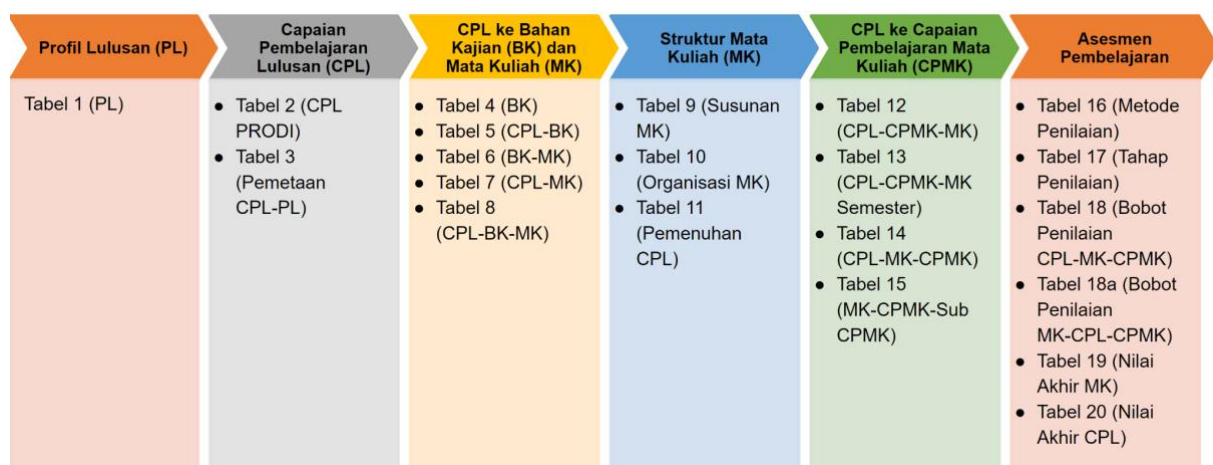 Profil Lulusan (PL)
Capaian
Pembelajaran
Lulusan (CPL)
CPL ke Bahan
Kajian (BK) dan
Mata Kuliah (MK)
Struktur Mata
Kuliah (MK)
CPL ke Capaian
Pembelajaran Mata
Kuliah (CPMK)
Asesmen
Pembelajaran
Tabel 1 (PL)
● Tabel 2 (CPL
PRODI)
● Tabel 3
(Pemetaan
CPL-PL)
● Tabel 4 (BK)
● Tabel 5 (CPL-BK)
● Tabel 6 (BK-MK)
● Tabel 7 (CPL-MK)
● Tabel 8
(CPL-BK-MK)
● Tabel 9 (Susunan
MK)
● Tabel 10
(Organisasi MK)
● Tabel 11
(Pemenuhan
CPL)
● Tabel 12
(CPL-CPMK-MK)
● Tabel 13
(CPL-CPMK-MK
Semester)
● Tabel 14
(CPL-MK-CPMK)
● Tabel 15
(MK-CPMK-Sub
CPMK)
● Tabel 16 (Metode
Penilaian)
● Tabel 17 (Tahap
Penilaian)
● Tabel 18 (Bobot
Penilaian
CPL-MK-CPMK)
● Tabel 18a (Bobot
Penilaian
MK-CPL-CPMK)
● Tabel 19 (Nilai
Akhir MK)
● Tabel 20 (Nilai
Akhir CPL)